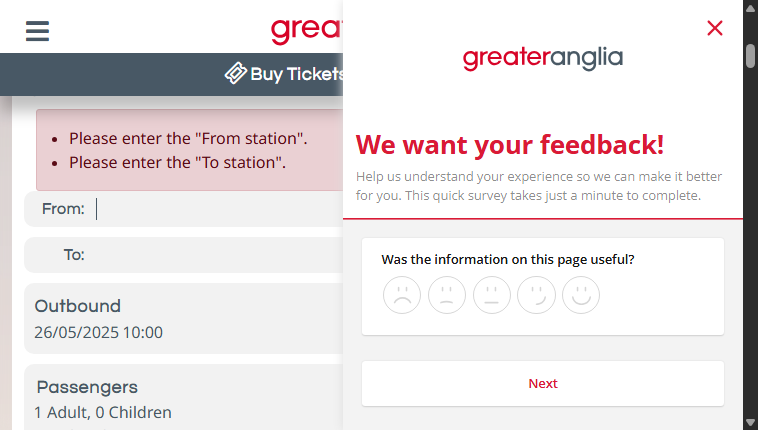 grea
Buy Tickets
Please enter the "From station".
Please enter the "To station".
From:
To:
Outbound
26/05/2025 10:00
Passengers
1 Adult, 0 Children
greateranglia
We want your feedback!
Help us understand your experience so we can make it better
for you. This quick survey takes just a minute to complete.
Was the information on this page useful?
Next